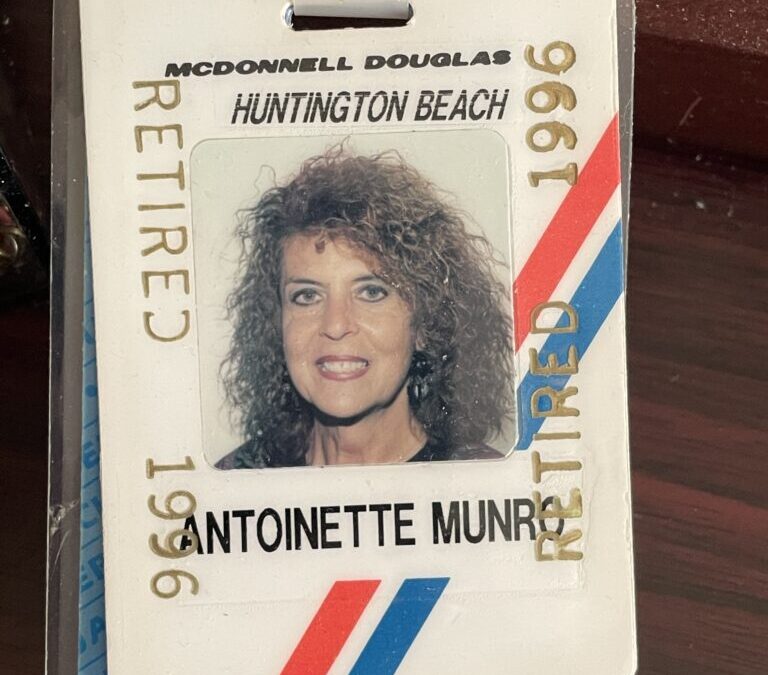 MCDONNELL DOUGLAS
HUNTINGTON BEACH
RETIRED 1996
RETIRED 1996
ANTOINETTE MUNRO